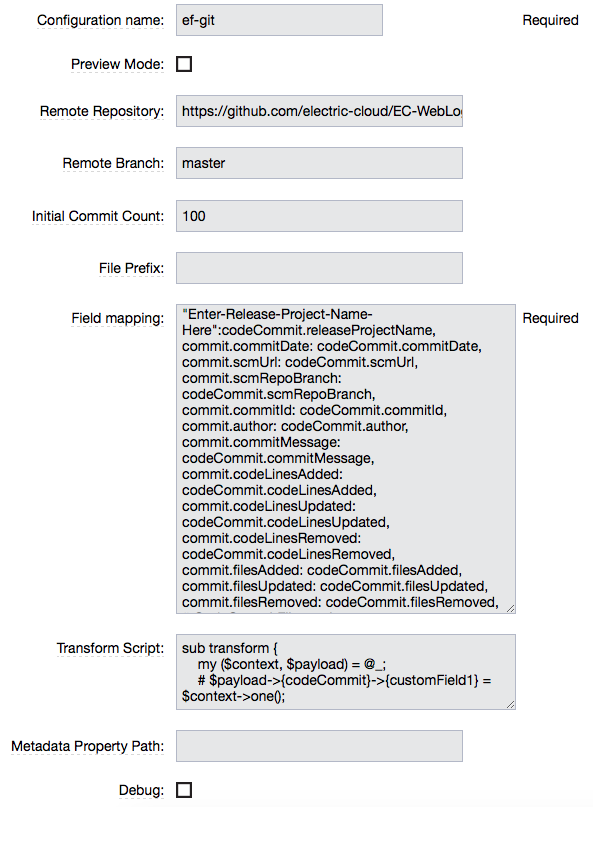 Configuration name: ef-git Required
Preview Mode:
Remote Repository: https://github.com/electric-cloud/EC-WebLo
Remote Branch: master
Initial Commit Count: 100
File Prefix:
Field mapping: "Enter-Release-Project-Name- Required
Here":codeCommit.releaseProjectName,
commit.commitDate: codeCommit.commitDate,
commit.scmUrl: codeCommit.scmUrl,
commit.scmRepoBranch:
codeCommit.scmRepoBranch,
commit.commitId: codeCommit.commitId,
commit.author: codeCommit.author,
commit.commitMessage:
codeCommit.commitMessage,
commit.codeLinesAdded:
codeCommit.codeLinesAdded,
commit.codeLinesUpdated:
codeCommit.codeLinesUpdated,
commit.codeLinesRemoved:
codeCommit.codeLinesRemoved,
commit.filesAdded: codeCommit.filesAdded,
commit.filesUpdated: codeCommit.filesUpdated,
commit.filesRemoved: codeCommit.filesRemoved,
Transform Script: sub transform {
my ($context, $payload) = @_;
# $payload->{codeCommit}->{customField1} =
$context->one();
Metadata Property Path:
Debug: